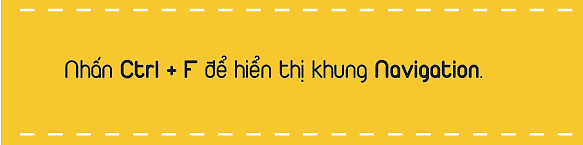 Nhấn Ctrl + F để hiển thị khung Navigation.